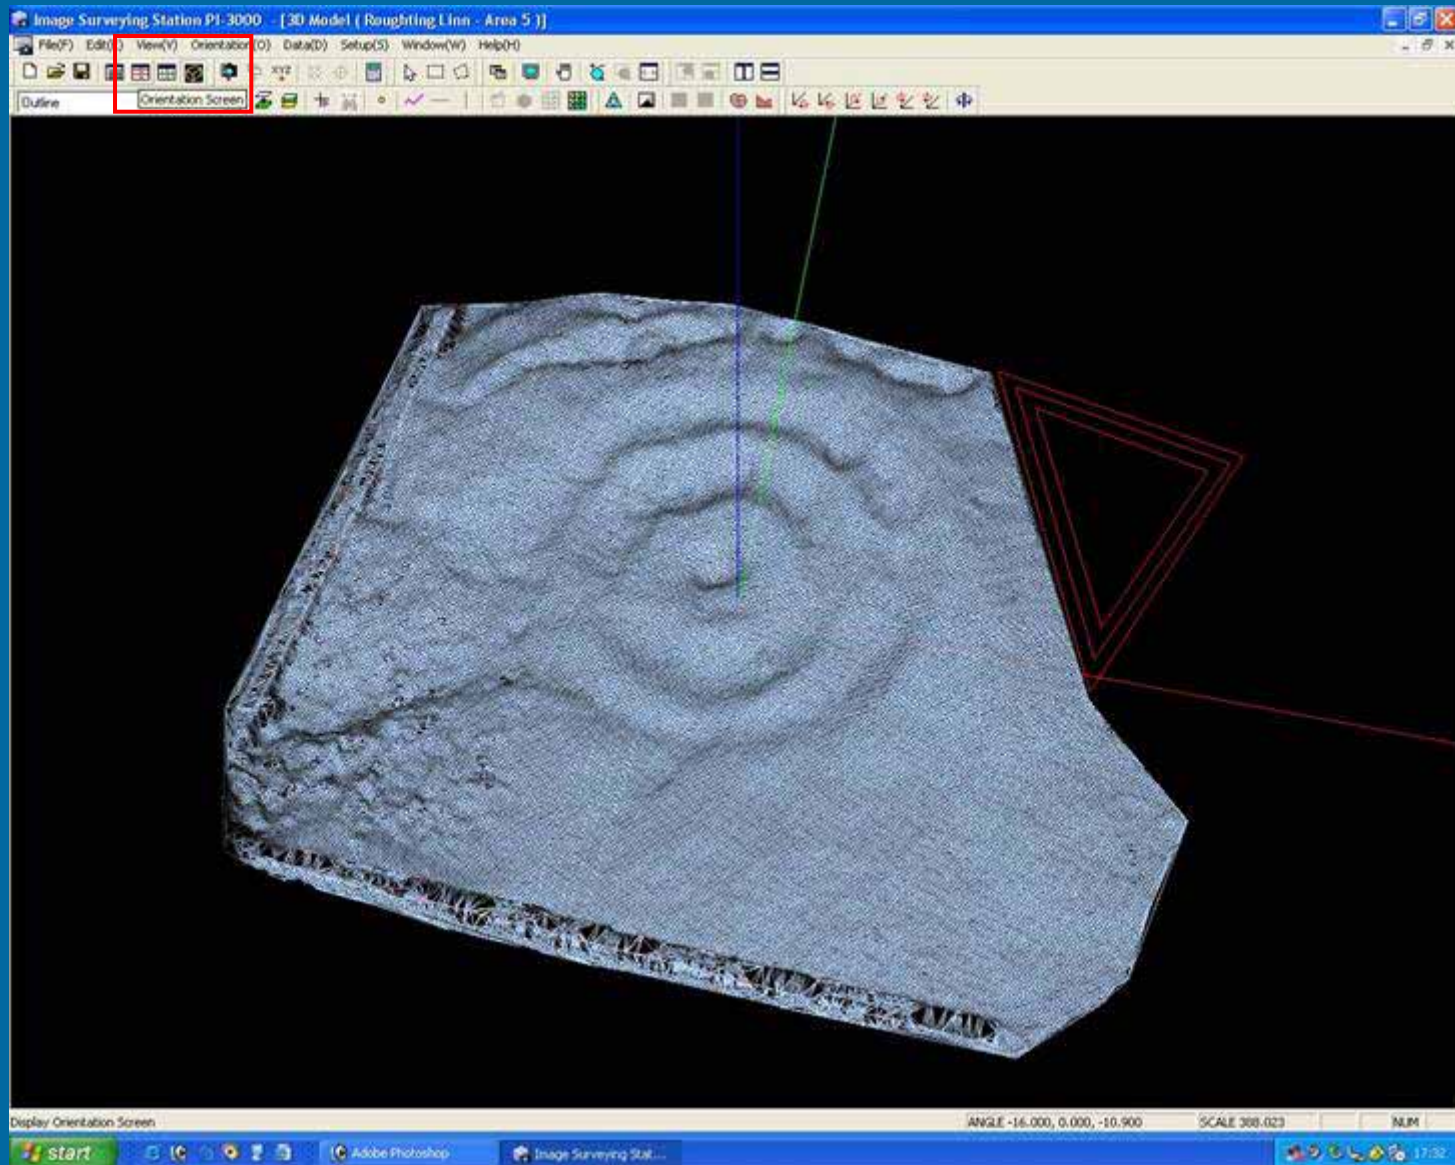 Image Surveying Station PI-3000 - [3D Model ( Roughting Linn - Area 5 )]
File(F) Edit( View(V) Orientation(O) Data(D) Setup(S) Window(W) Help(H)
XYZ
Outline Orientation Screen
Display Orientation Screen ANGLE -16.000, 0.000, -10.900 SCALE 388.023 NUM
start Adobe Photoshop Image Surveying Stat... 17:32